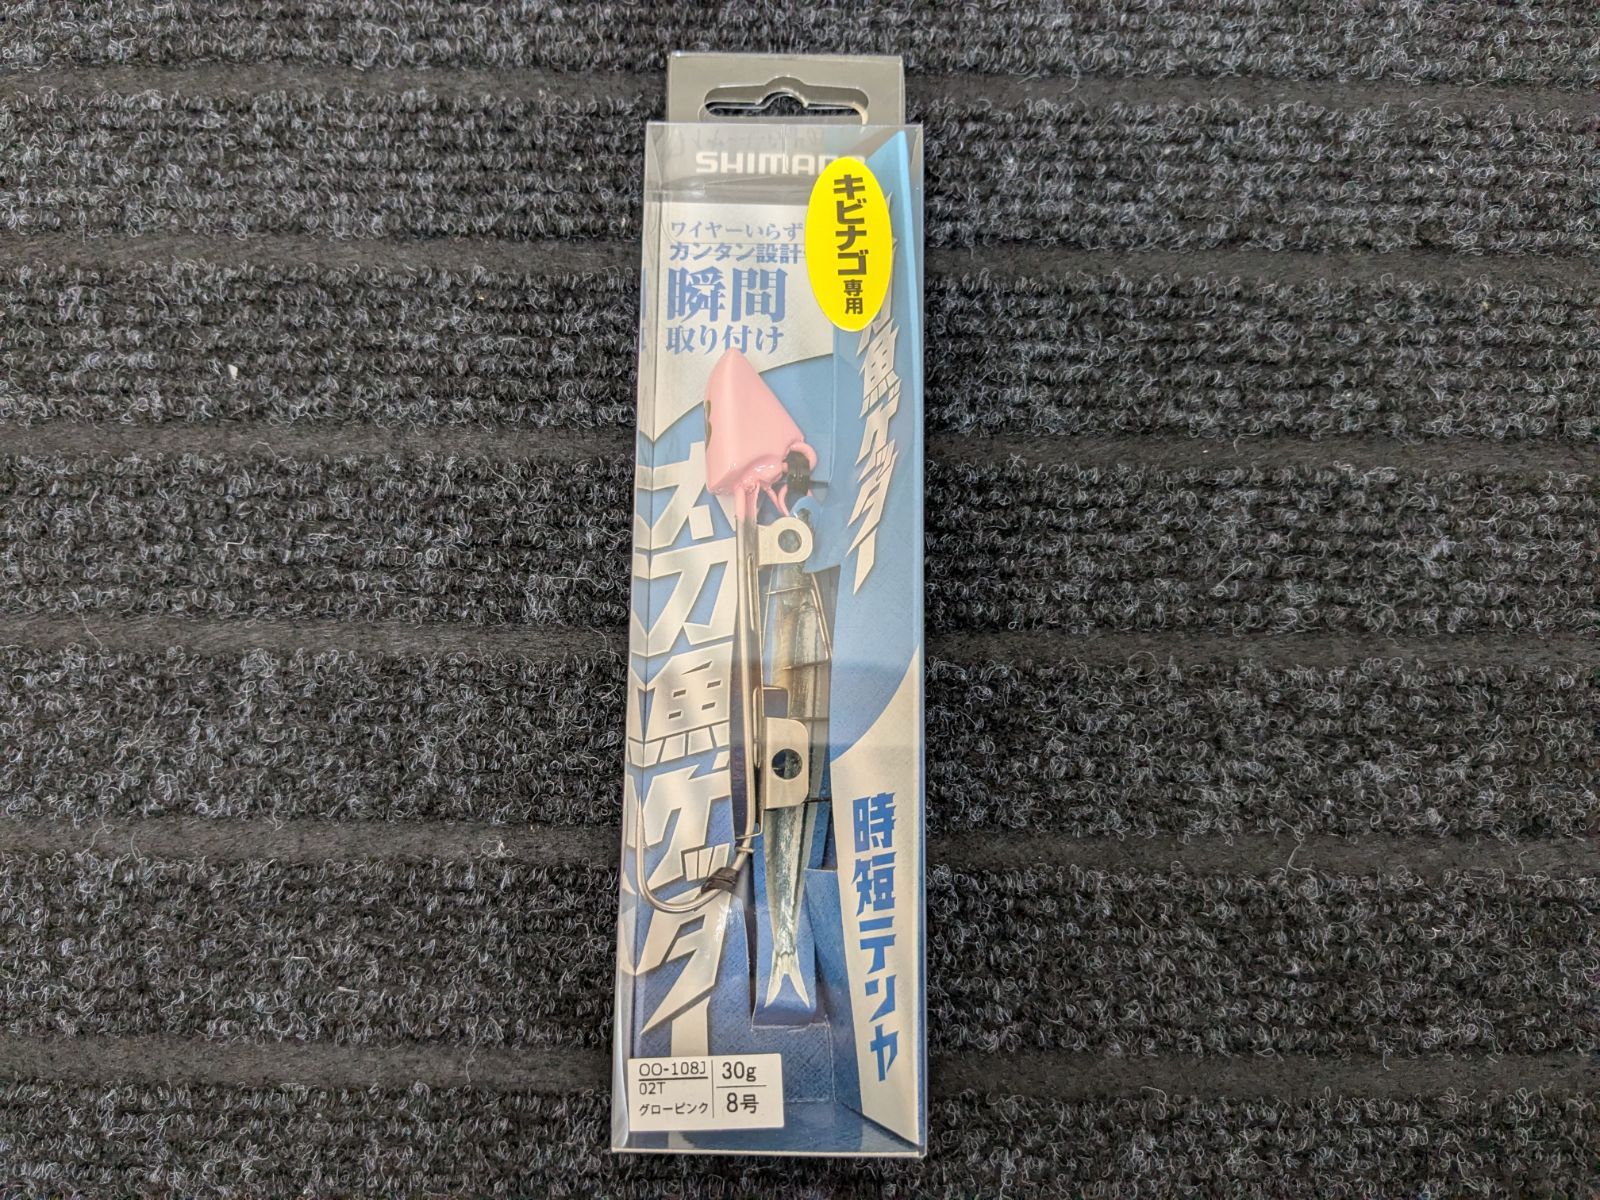 SHIMANO
キビナゴ専用
ワイヤーいらず
カンタン設計
瞬間
取り付け
太刀魚ゲッター
魚ゲッター
時短テンヤ
OO-108J
02T
グローピンク
30g
8号